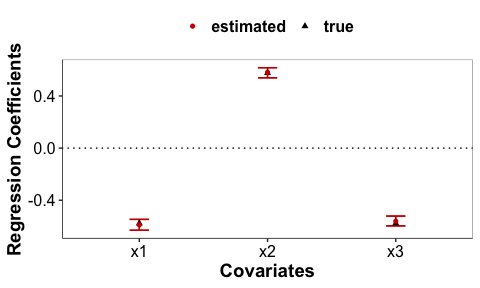 estimated true
Regression Coefficients
0.4
0.0
-0.4
x1 x2 x3
Covariates